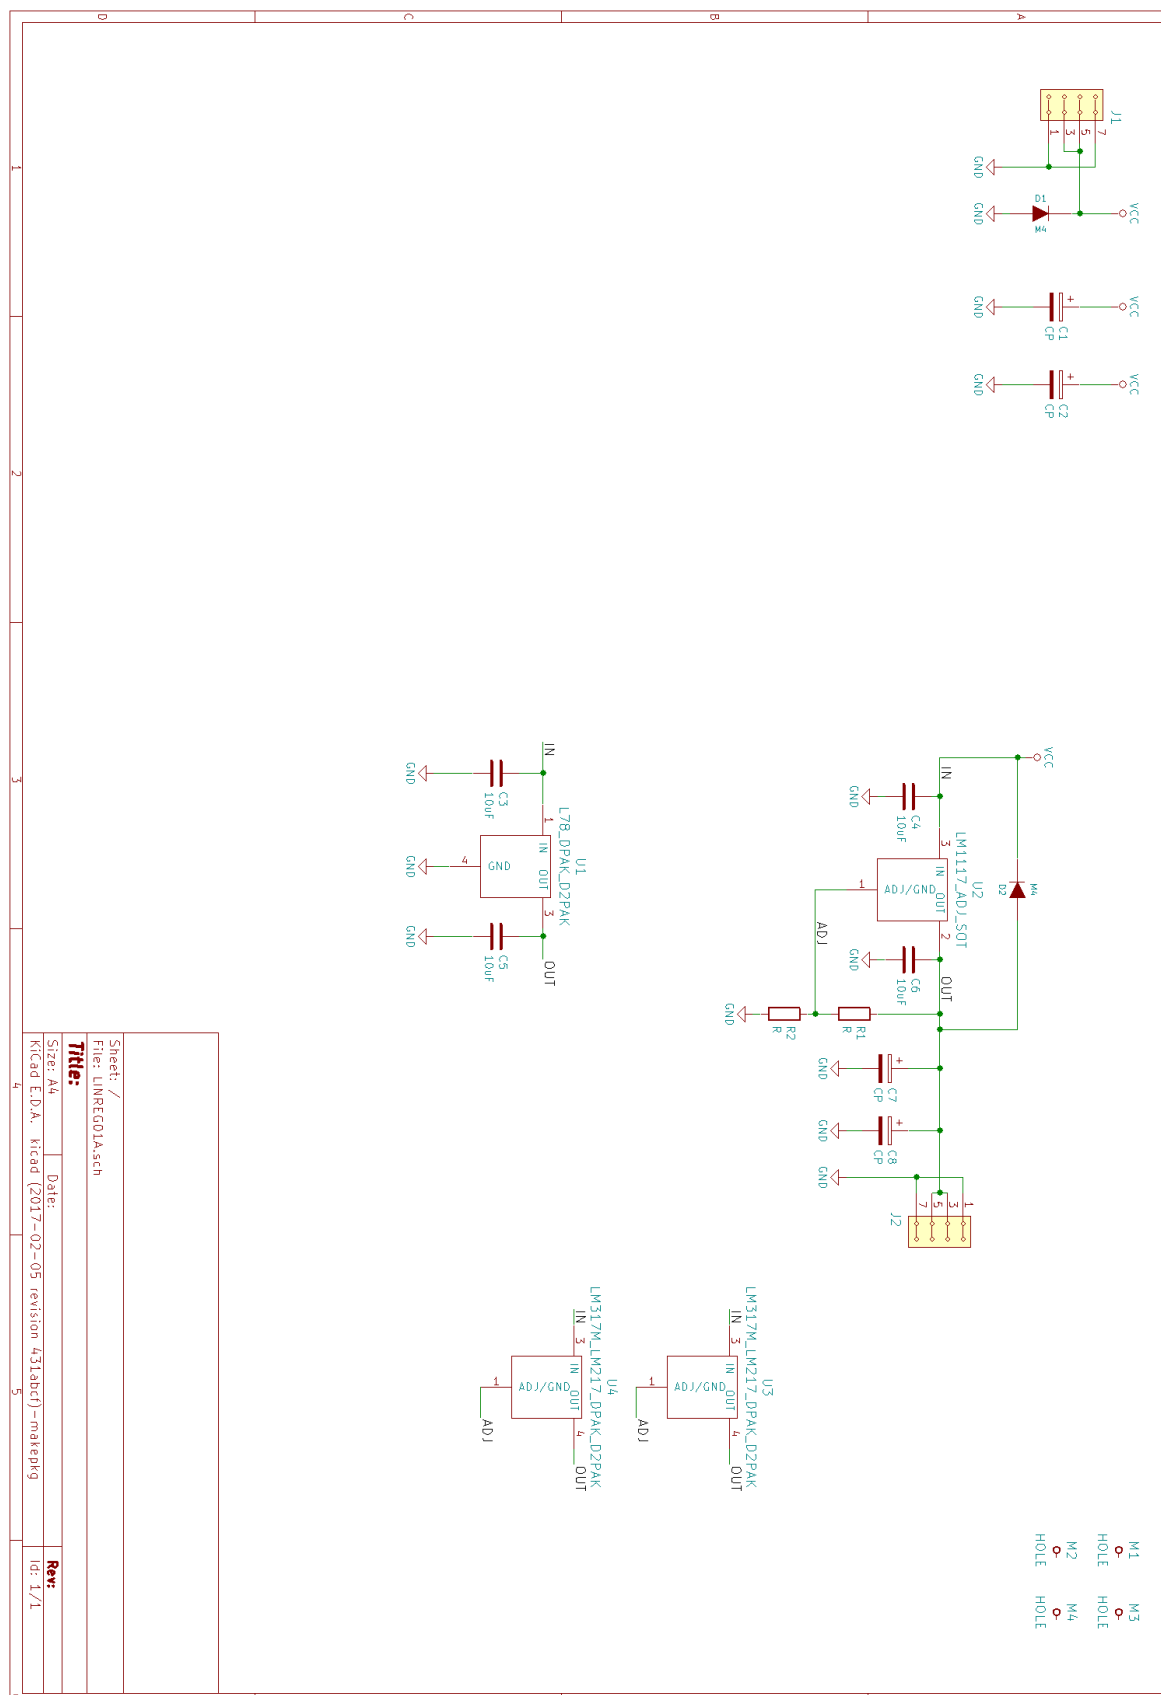 D
C
B
A
1
2
3
4
5
J1
1
3
5
7
GND
VCC
D1
M4
GND
VCC
C1
CP
GND
VCC
C2
CP
GND
VCC
IN
C4
10uF
GND
LM1117_ADJ_SOT
U2
3
IN
OUT
ADJ/GND
1
2
D2
M4
ADJ
C6
10uF
GND
OUT
R1
R
R2
R
GND
C7
CP
GND
C8
CP
GND
GND
1
3
5
7
J2
IN
C3
10uF
GND
L78_DPAK_D2PAK
U1
1
IN
OUT
GND
4
GND
3
C5
10uF
GND
OUT
LM317M_LM217_DPAK_D2PAK
U3
IN
3
IN
OUT
ADJ/GND
1
4
ADJ
OUT
LM317M_LM217_DPAK_D2PAK
U4
IN
3
IN
OUT
ADJ/GND
1
4
ADJ
OUT
M1
HOLE
M3
HOLE
M2
HOLE
M4
HOLE
Sheet: /
File: LINREG01A.sch
Title:
Size: A4 Date: Rev:
KiCad E.D.A. kicad (2017-02-05 revision 431abcf)-makepkg Id: 1/1